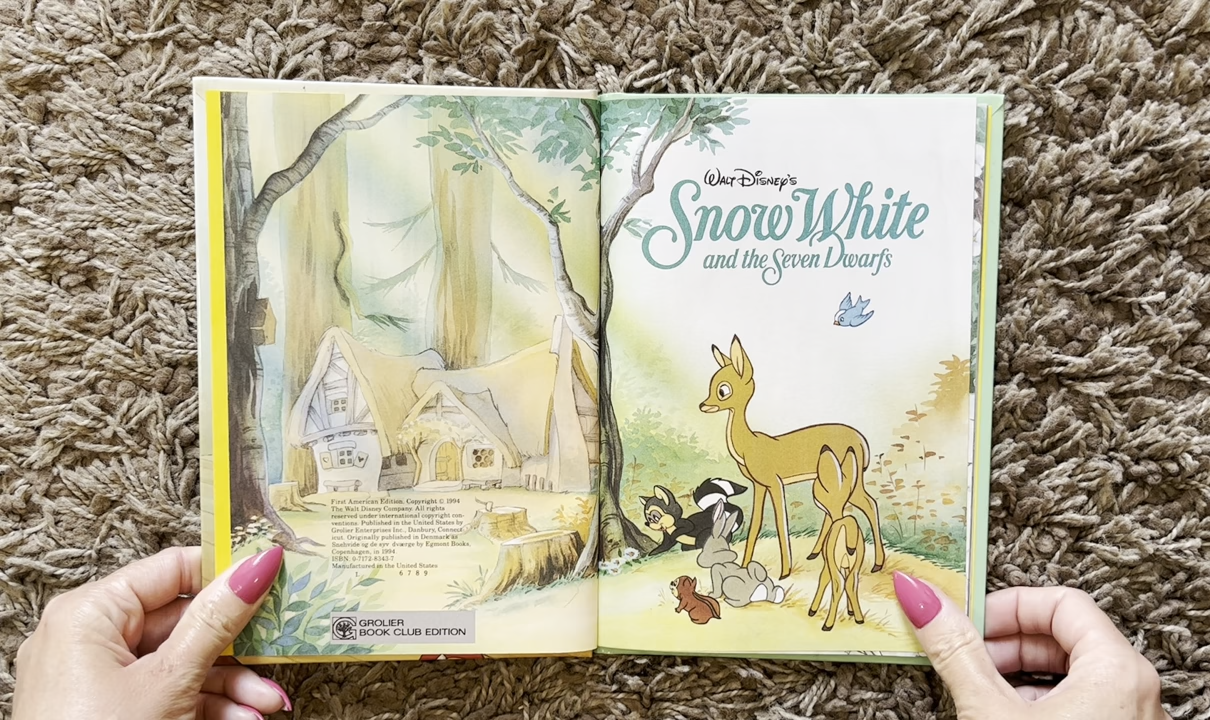 First American Edition. Copyright © 1994
The Walt Disney Company. All rights
reserved under international copyright con-
ventions. Published in the United States by
Grolier Enterprises Inc., Danbury, Connect
icut. Originally published in Denmark as
Snehvide og de syv dværge by Egmont Books,
Copenhagen, in 1994.
ISBN: 0-7172-8543-7
Manufactured in the United States
6 7 8 9
GROLIER
BOOK CLUB EDITION
WALT DISNEY'S
Snow White
and the Seven Dwarfs